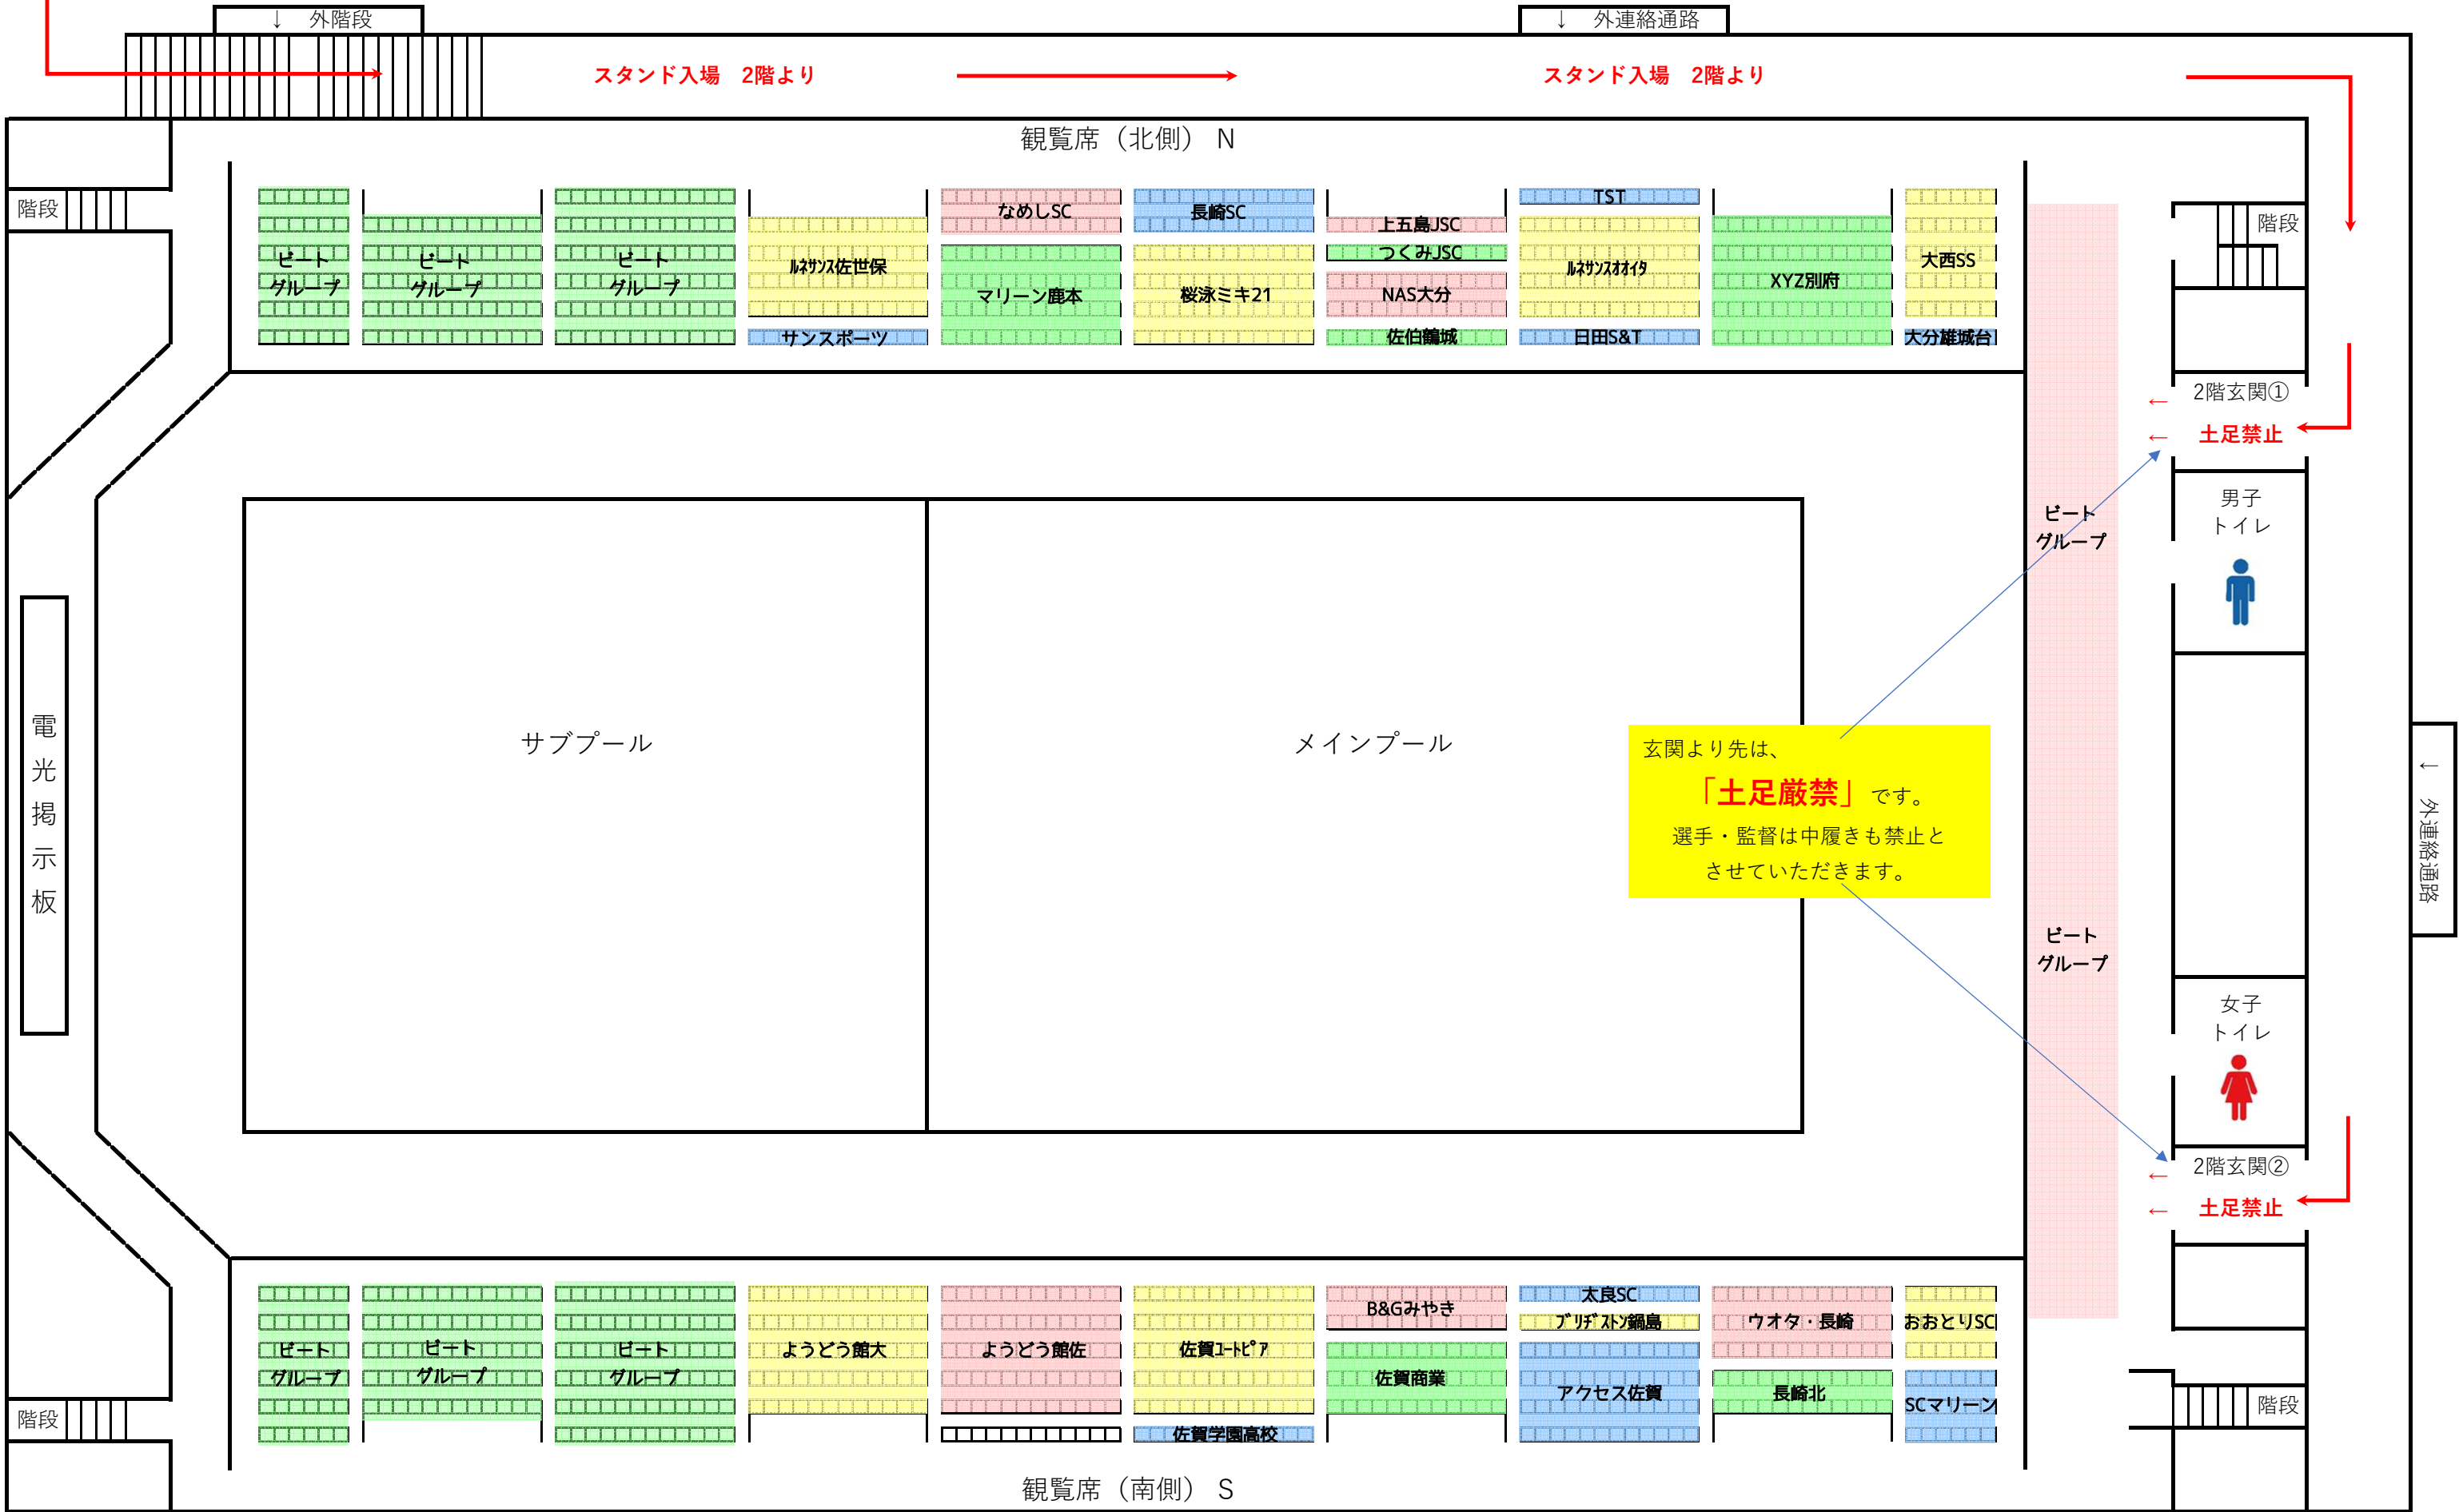 ↓ 外階段
↓ 外連絡通路
スタンド入場 2階より
スタンド入場 2階より
観覧席（北側） N
階段
階段
ビート
グループ
ビート
グループ
ビート
グループ
ﾙﾈｻﾝｽ佐世保
サンスポーツ
なめしSC
マリーン鹿本
長崎SC
桜泳ミキ21
上五島JSC
つくみJSC
NAS大分
佐伯鶴城
TST
ﾙﾈｻﾝｽｵｵｲﾀ
日田S&T
XYZ別府
大西SS
大分雄城台
2階玄関①
← 
← 土足禁止
男子
トイレ
ビート
グループ
電光掲示板
サブプール
メインプール
玄関より先は、
「土足厳禁」です。
選手・監督は中履きも禁止と
させていただきます。
← 外連絡通路
ビート
グループ
女子
トイレ
2階玄関②
←
← 土足禁止
ビート
グループ
ビート
グループ
ビート
グループ
ようどう館大
ようどう館佐
佐賀ﾕｰﾄﾋﾟｱ
佐賀学園高校
B&Gみやき
佐賀商業
太良SC
ﾌﾞﾘﾁﾞｽﾄﾝ鍋島
アクセス佐賀
ウオタ・長崎
長崎北
おおとりSC
SCマリーン
階段
階段
観覧席（南側） S